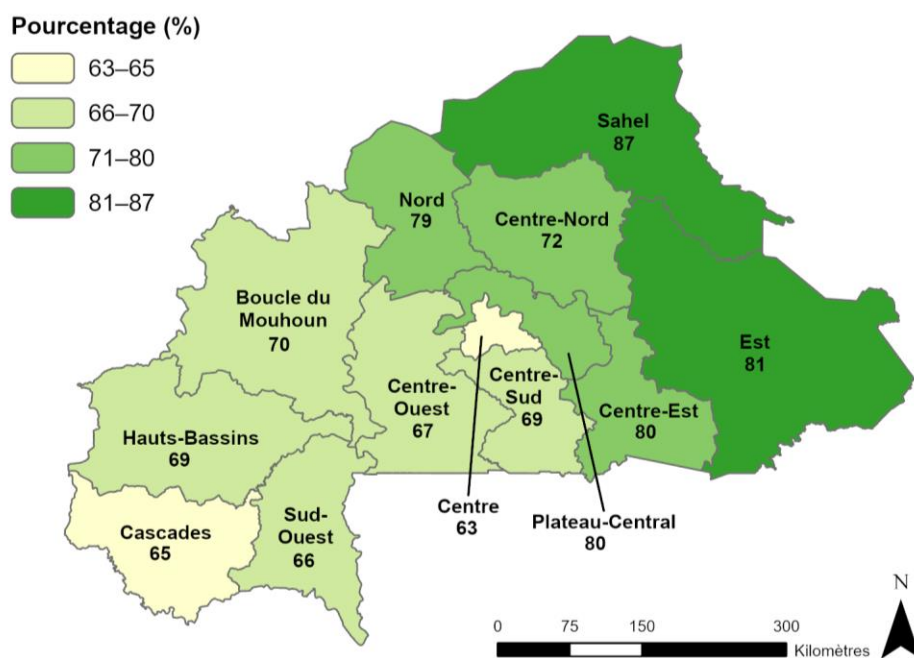 Pourcentage (%)
63–65
66–70
71–80
81–87
Sahel
87
Nord
79
Centre-Nord
72
Boucle du
Mouhoun
70
Est
81
Centre-
Ouest
67
Centre-
Sud
69
Centre-Est
80
Hauts-Bassins
69
Centre
63
Plateau-Central
80
Cascades
65
Sud-
Ouest
66
N
0 75 150 300
Kilomètres